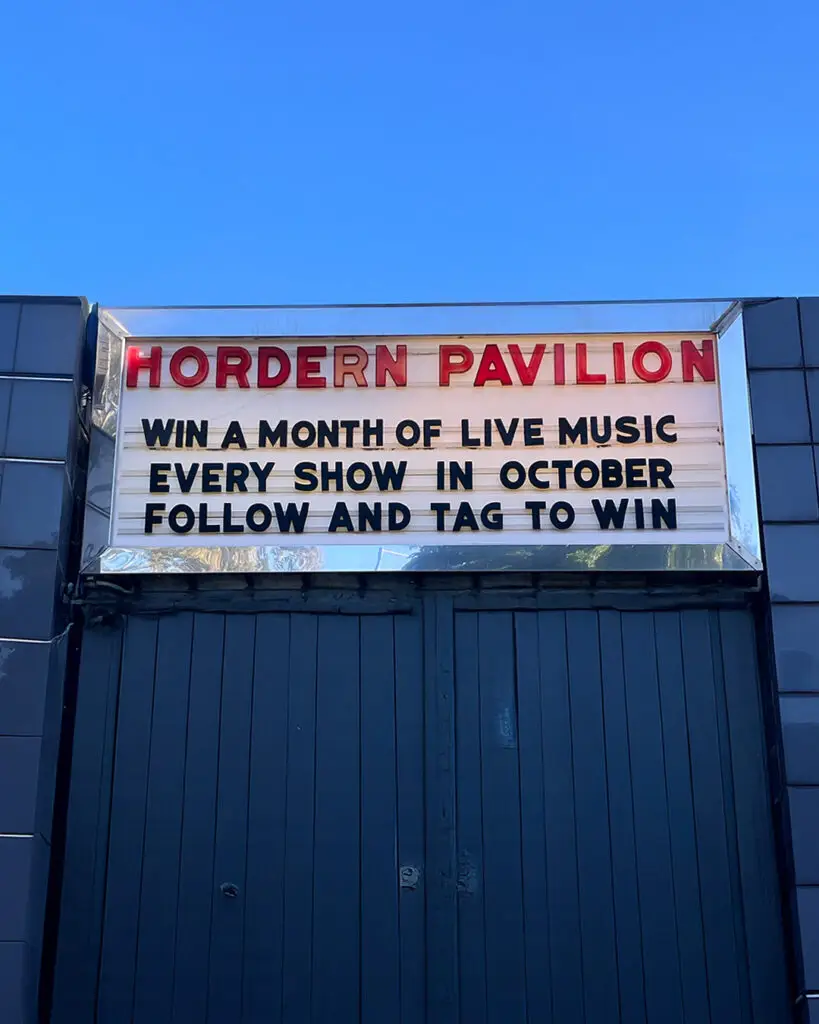 HORDERN PAVILION
WIN A MONTH OF LIVE MUSIC
EVERY SHOW IN OCTOBER
FOLLOW AND TAG TO WIN